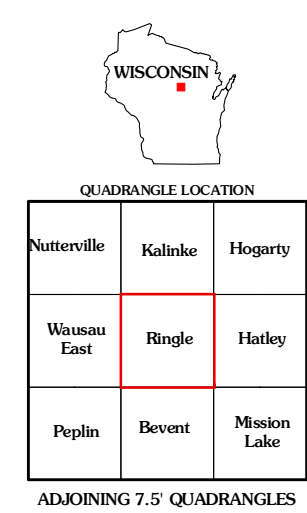 WISCONSIN
QUADRANGLE LOCATION
Nutterville
Kalinke
Hogarty
Wausau
East
Ringle
Hatley
Peplin
Bevent
Mission
Lake
ADJOINING 7.5' QUADRANGLES